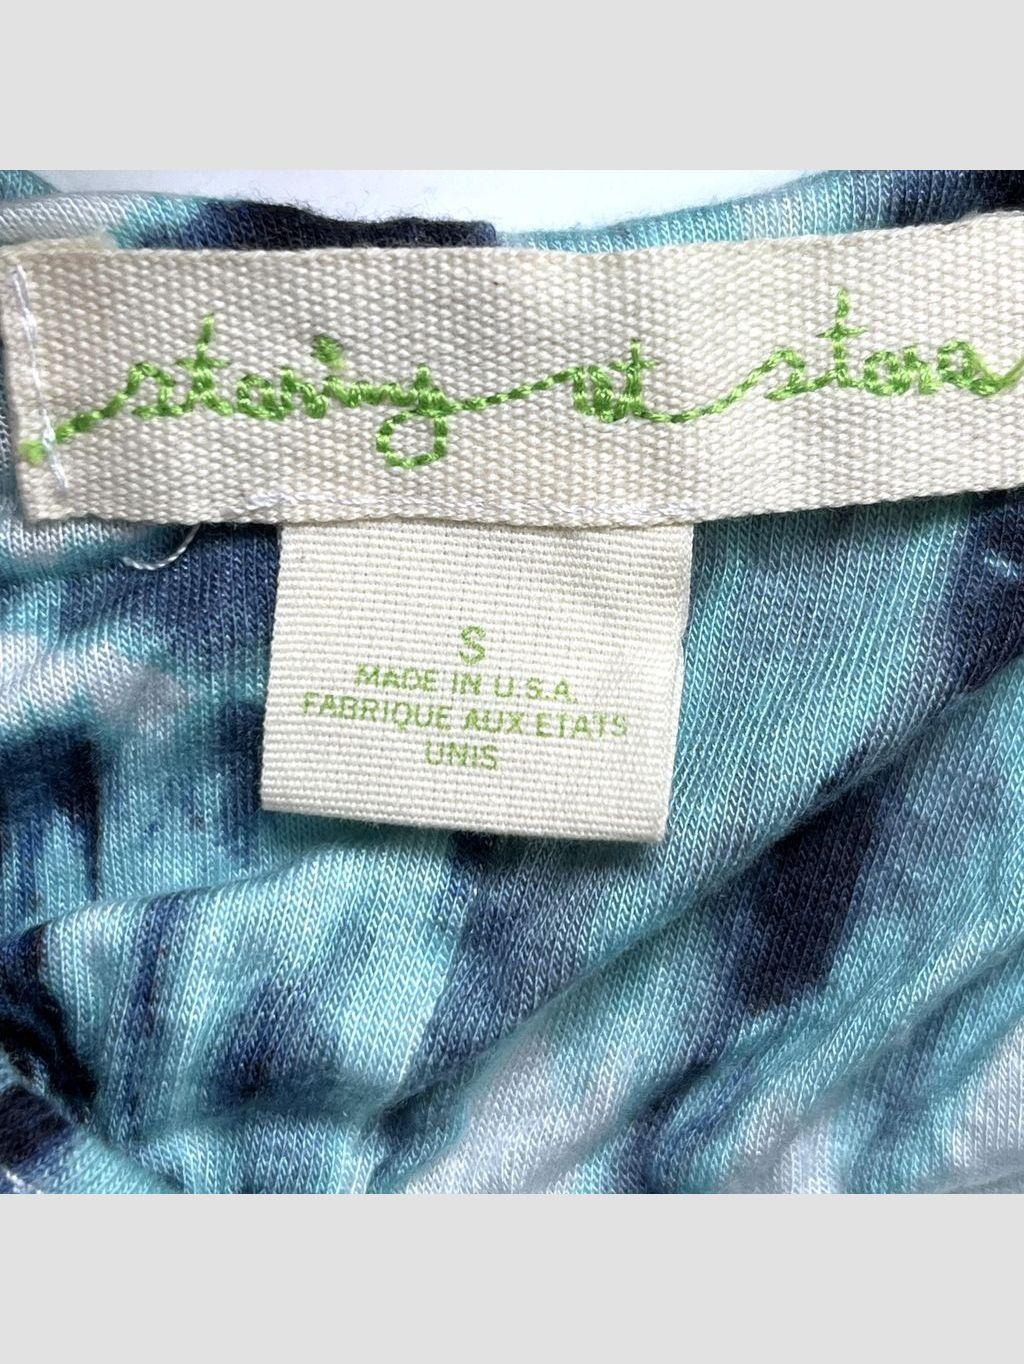 staring at stars
S
MADE IN U.S.A.
FABRIQUE AUX ETATS
UNIS